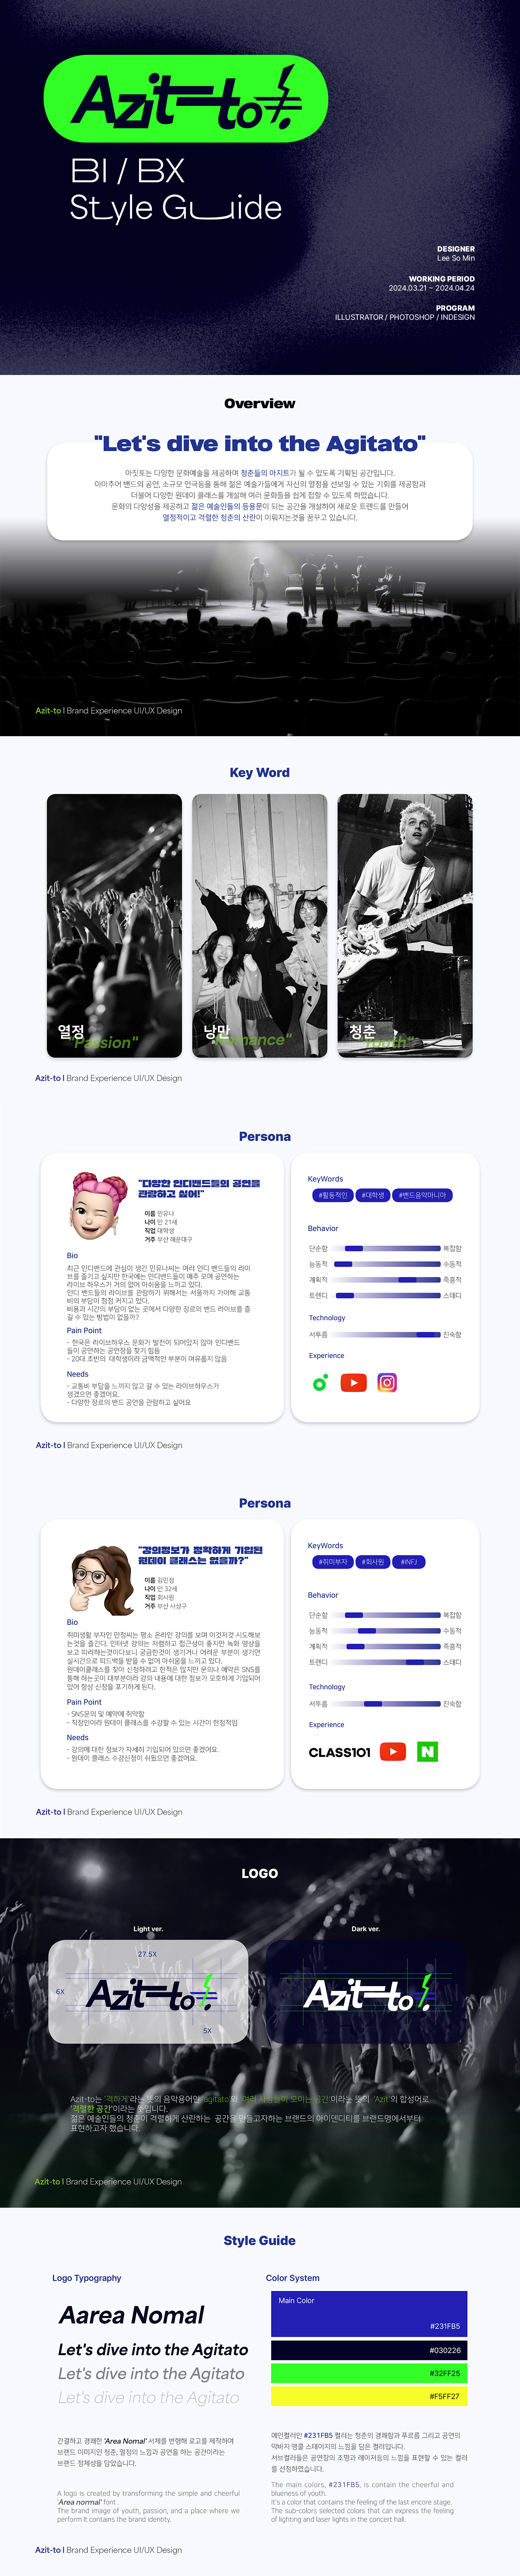 Azit-to!
BI / BX
Style Guide
DESIGNER
Lee So Min
WORKING PERIOD
2024.03.21 ~ 2024.04.24
PROGRAM
ILLUSTRATOR / PHOTOSHOP / INDESIGN
Overview
"Let's dive into the Agitato"
아짓토는 다양한 문화예술을 제공하며 청춘들의 아지트가 될 수 있도록 기획된 공간입니다.
아마추어 밴드의 공연, 소규모 연극등을 통해 젊은 예술가들에게 자신의 열정을 선보일 수 있는 기회를 제공함과
더불어 다양한 원데이 클래스를 개설하여 여러 문화들을 쉽게 접할 수 있도록 하였습니다.
문화의 다양성을 제공하고 젊은 예술인들의 등용문이 되는 공간을 개설하여 새로운 트렌드를 만들어
열정적이고 격렬한 청춘의 산란이 이뤄지는것을 꿈꾸고 있습니다.
Azit-to | Brand Experience UI/UX Design
Key Word
열정
"Passion"
낭만
"Romance"
청춘
"Youth"
Azit-to | Brand Experience UI/UX Design
Persona
"다양한 인디밴드들의 공연을
관람하고 싶어!"
이름 민유나
나이 만 21세
직업 대학생
거주 부산 해운대구
Bio
최근 인디밴드에 관심이 생긴 민유나씨는 여러 인디 밴드들의 라이
브를 즐기고 싶지만 한국에는 인디밴드들이 매주 모여 공연하는
라이브 하우스가 거의 없어 아쉬움을 느끼고 있다.
인디 밴드들의 라이브를 관람하기 위해서는 서울까지 가야해 교통
비의 부담이 점점 커지고 있다.
비용과 시간의 부담이 없는 곳에서 다양한 장르의 밴드 라이브를 즐
길 수 있는 방법이 없을까?
Pain Point
- 한국은 라이브하우스 문화가 발전이 되어있지 않아 인디밴드
들이 공연하는 공연장을 찾기 힘듬
- 20대 초반의 대학생이라 금액적인 부분이 여유롭지 않음
Needs
- 교통비 부담을 느끼지 않고 갈 수 있는 라이브하우스가
생겼으면 좋겠어요.
- 다양한 장르의 밴드 공연을 관람하고 싶어요
KeyWords
#활동적인 #대학생 #밴드음악마니아
Behavior
단순함 복잡함
능동적 수동적
계획적 즉흥적
트렌디 스테디
Technology
서투름 친숙함
Experience
Azit-to | Brand Experience UI/UX Design
Persona
"강의정보가 정확하게 기입된
원데이 클래스는 없을까?"
이름 김민정
나이 만 32세
직업 회사원
거주 부산 사상구
Bio
취미생활 부자인 민정씨는 평소 온라인 강의를 보며 이것저것 시도해보
는것을 즐긴다. 인터넷 강의는 저렴하고 접근성이 좋지만 녹화 영상을
보고 따라하는것이다보니 궁금한것이 생기거나 어려운 부분이 생기면
실시간으로 피드백을 받을 수 없어 아쉬움을 느끼고 있다.
원데이클래스를 찾아 신청하려고 한적은 많지만 문의나 예약은 SNS를
통해 하는곳이 대부분이라 강의 내용에 대한 정보가 모호하게 기입되어
있어 항상 신청을 포기하게 된다.
Pain Point
- SNS문의 및 예약에 취약함
- 직장인이라 원데이 클래스를 수강할 수 있는 시간이 한정적임
Needs
- 강의에 대한 정보가 자세히 기입되어 있으면 좋겠어요.
- 원데이 클래스 수강신청이 쉬웠으면 좋겠어요.
KeyWords
#취미부자 #회사원 #INFJ
Behavior
단순함 복잡함
능동적 수동적
계획적 즉흥적
트렌디 스테디
Technology
서투름 친숙함
Experience
CLASS101
N
Azit-to | Brand Experience UI/UX Design
LOGO
Light ver.
Dark ver.
27.5X
6X
Azit-to!
5X
Azit-to!
Azit-to는 '격하게'라는 뜻의 음악용어인 'agitato'와 '여러 사람들이 모이는 공간'이라는 뜻의 'Azit'의 합성어로
'격렬한 공간'이라는 뜻입니다.
젊은 예술인들의 청춘이 격렬하게 산란하는 공간을 만들고자하는 브랜드의 아이덴티티를 브랜드명에서부터
표현하고자 했습니다.
Azit-to | Brand Experience UI/UX Design
Style Guide
Logo Typography
Aarea Nomal
Let's dive into the Agitato
Let's dive into the Agitato
Let's dive into the Agitato
간결하고 경쾌한 'Area Nomal' 서체를 변형해 로고를 제작하여
브랜드 이미지인 청춘, 열정의 느낌과 공연을 하는 공간이라는
브랜드 정체성을 담았습니다.
A logo is created by transforming the simple and cheerful
'Area normal' font .
The brand image of youth, passion, and a place where we
perform It contains the brand identity.
Color System
Main Color
#231FB5
#030226
#32FF25
#F5FF27
메인컬러인 #231FB5 컬러는 청춘의 경쾌함과 푸르름 그리고 공연의
막바지 앵콜 스테이지의 느낌을 담은 컬러입니다.
서브컬러들은 공연장의 조명과 레이저등의 느낌을 표현할 수 있는 컬러
를 선정하였습니다.
The main colors, #231FB5, is contain the cheerful and
blueness of youth.
It's a color that contains the feeling of the last encore stage.
The sub-colors selected colors that can express the feeling
of lighting and laser lights in the concert hall.
Azit-to | Brand Experience UI/UX Design